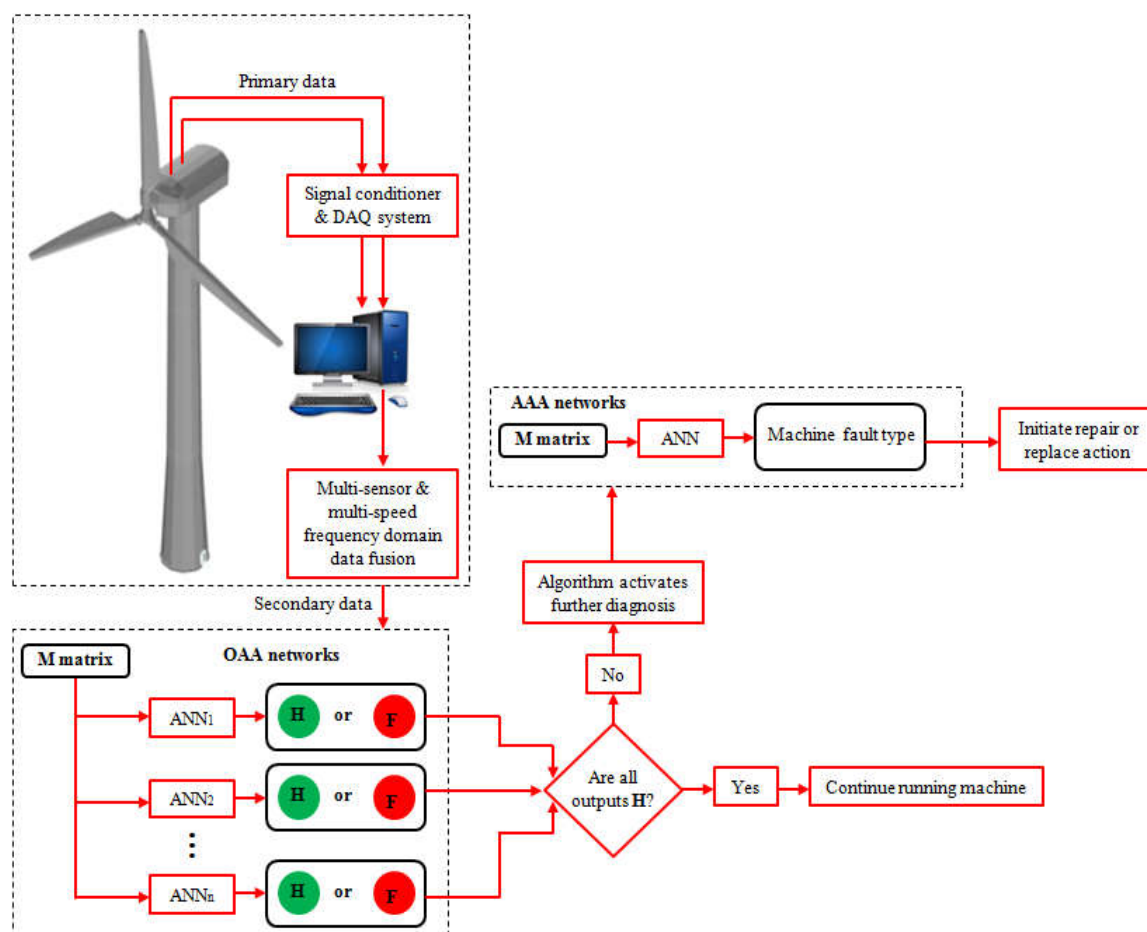 Primary data
Signal conditioner
& DAQ system
Multi-sensor &
multi-speed
frequency domain
data fusion
Secondary data
M matrix
OAA networks
ANN1
H or F
ANN2
H or F
⋮
ANNn
H or F
Are all
outputs H?
Yes
Continue running machine
No
Algorithm activates
further diagnosis
AAA networks
M matrix
ANN
Machine fault type
Initiate repair or
replace action